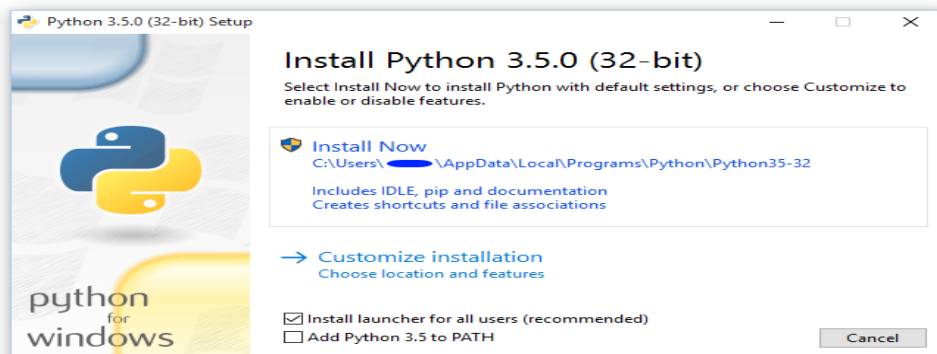 Python 3.5.0 (32-bit) Setup
Install Python 3.5.0 (32-bit)
Select Install Now to install Python with default settings, or choose Customize to
enable or disable features.
Install Now
C:\Users\ \AppData\Local\Programs\Python\Python35-32
Includes IDLE, pip and documentation
Creates shortcuts and file associations
Customize installation
Choose location and features
Install launcher for all users (recommended)
Add Python 3.5 to PATH
Cancel
python
for
windows